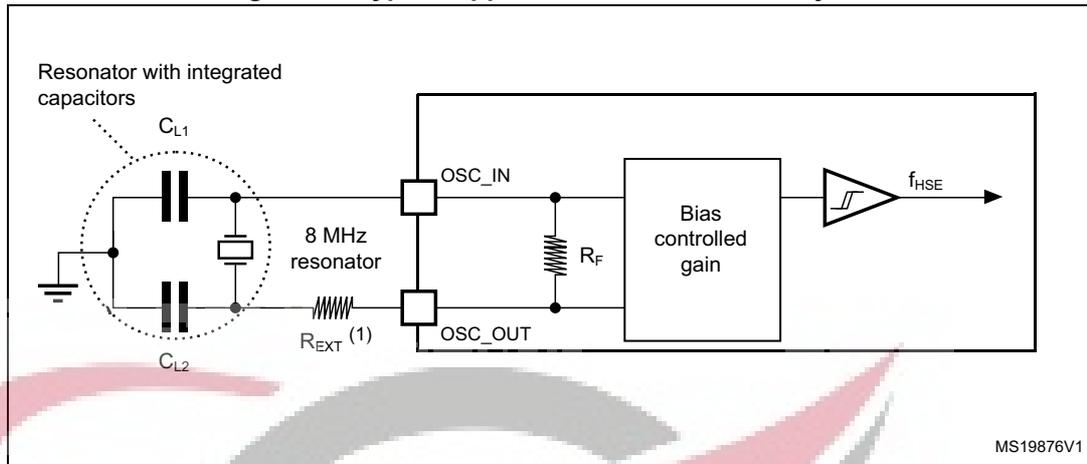 Resonator with integrated
capacitors
C_L1
OSC_IN
8 MHz
resonator
R_F
Bias
controlled
gain
f_HSE
R_EXT (1)
OSC_OUT
C_L2
MS19876V1